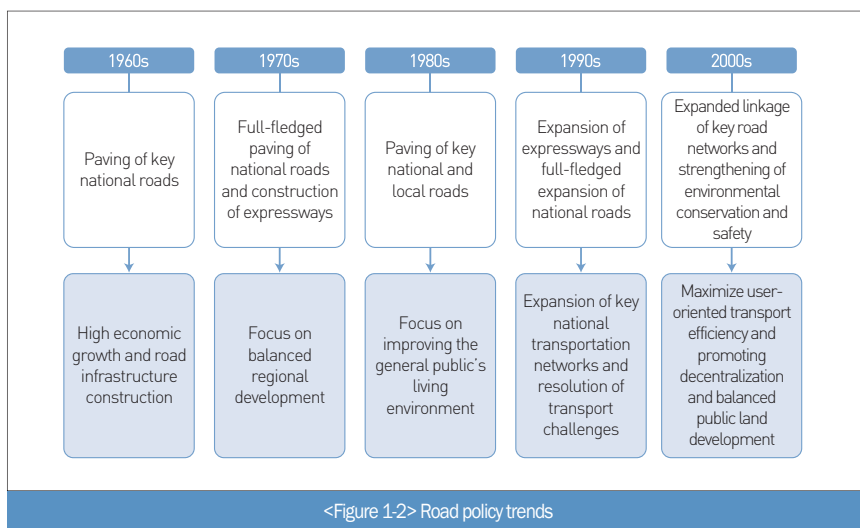 1960s
1970s
1980s
1990s
2000s
Paving of key
national roads
Full-fledged
paving of
national roads
and construction
of expressways
Paving of key
national and
local roads
Expansion of
expressways and
full-fledged
expansion of
national roads
Expanded linkage
of key road
networks and
strengthening of
environmental
conservation and
safety
High economic
growth and road
infrastructure
construction
Focus on
balanced
regional
development
Focus on
improving the
general public's
living
environment
Expansion of key
national
transportation
networks and
resolution of
transport
challenges
Maximize user-
oriented transport
efficiency and
promoting
decentralization
and balanced
public land
development
<Figure 1-2> Road policy trends